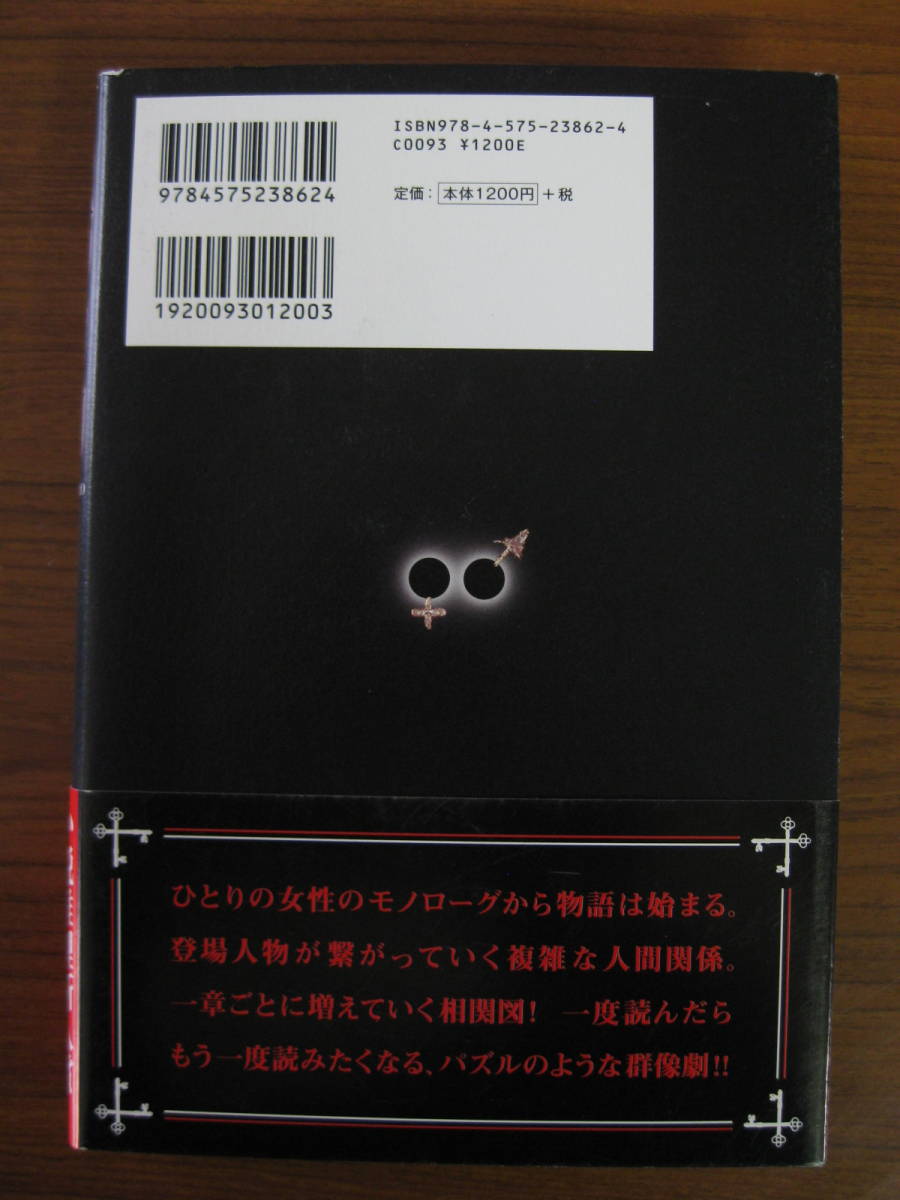 ISBN978-4-575-23862-4
C0093 ¥1200E
9784575238624
定価：本体1200円＋税
1920093012003
ひとりの女性のモノローグから物語は始まる。
登場人物が繋がっていく複雑な人間関係。
一章ごとに増えていく相関図！ 一度読んだら
もう一度読みたくなる、パズルのような群像劇!!